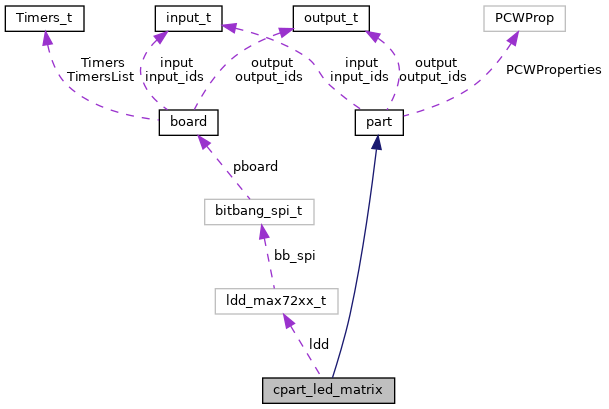 Timers_t
input_t
output_t
PCWProp
Timers
TimersList
input
input_ids
output
output_ids
input
input_ids
output
output_ids
PCWProperties
board
part
pboard
bitbang_spi_t
bb_spi
ldd_max72xx_t
ldd
cpart_led_matrix